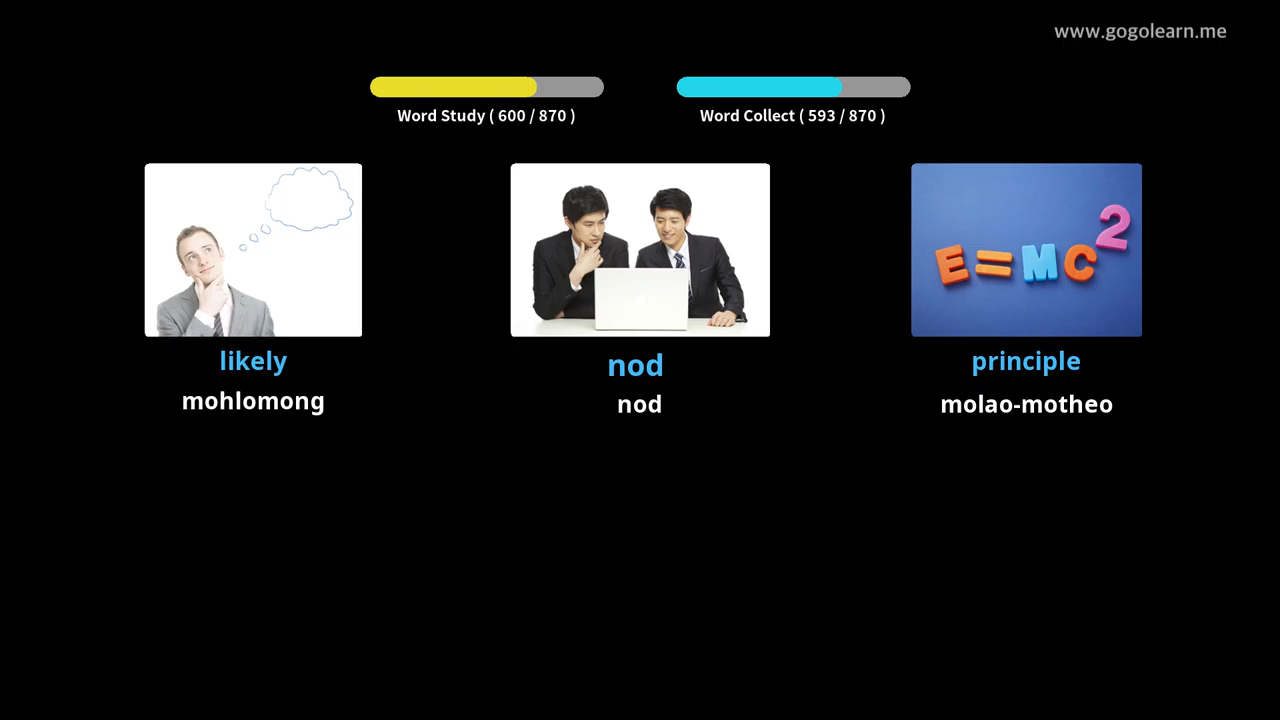 www.gogolearn.me
Word Study ( 600 / 870 )
Word Collect ( 593 / 870 )
E=MC2
likely
nod
principle
mohlomong
nod
molao-motheo